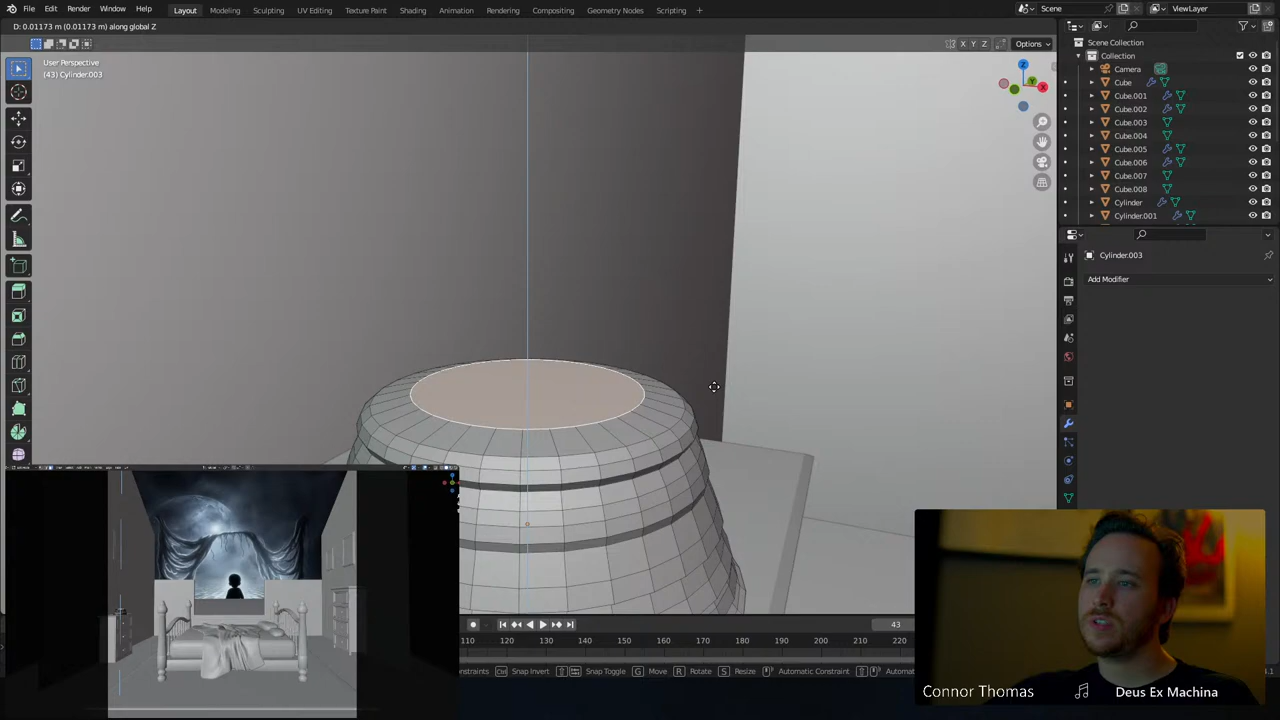 File Edit Render Window Help Layout Modeling Sculpting UV Editing Texture Paint Shading Animation Rendering Compositing Geometry Nodes Scripting Scene ViewLayer
D: 0.01173 m (0.01173 m) along global Z
X Y Z Options
User Perspective
(43) Cylinder.003
Z
Y
X
Scene Collection
Collection
Camera
Cube
Cube.001
Cube.002
Cube.003
Cube.004
Cube.005
Cube.006
Cube.007
Cube.008
Cylinder
Cylinder.001
Cylinder.003
Add Modifier
43
110 120 130 140 150 160 170 180 190 200 210 220
Ctrl Snap Invert Snap Toggle G Move R Rotate S Resize Automatic Constraint
Connor Thomas Deus Ex Machina